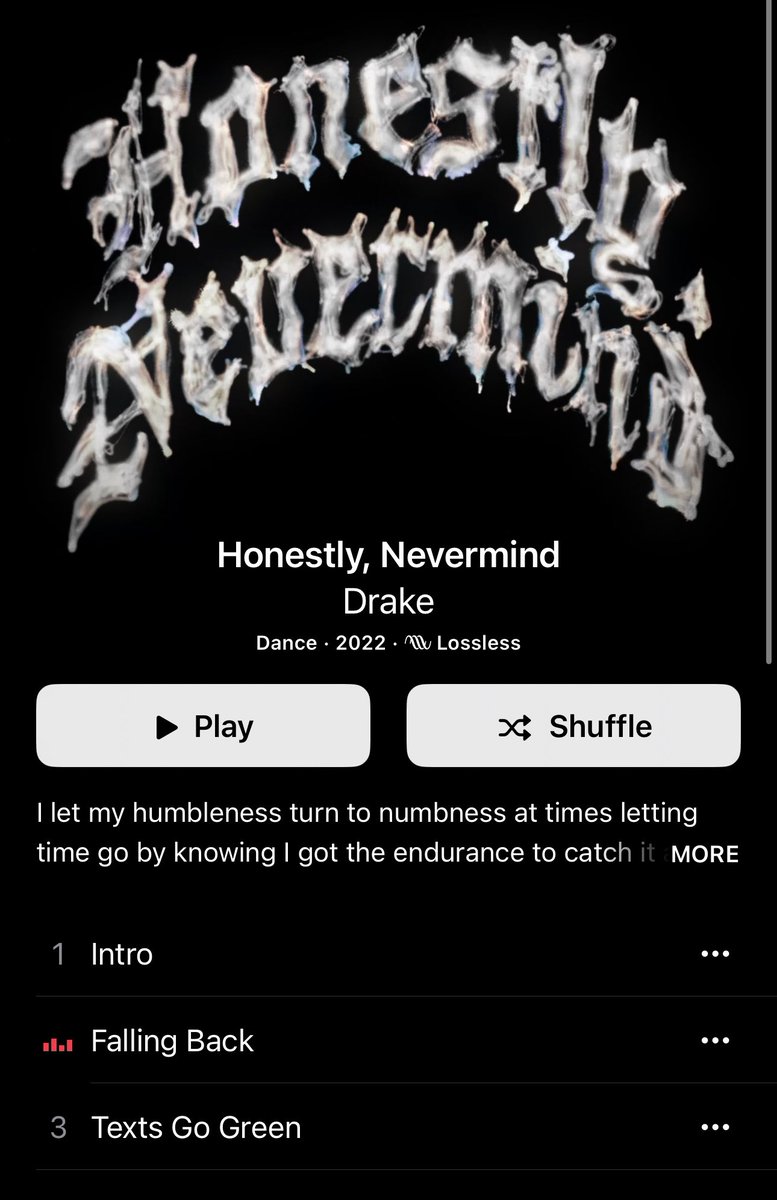 Honestly
Nevermind
Honestly, Nevermind
Drake
Dance · 2022 · Lossless
Play
Shuffle
I let my humbleness turn to numbness at times letting
time go by knowing I got the endurance to catch it MORE
1 Intro
Falling Back
3 Texts Go Green